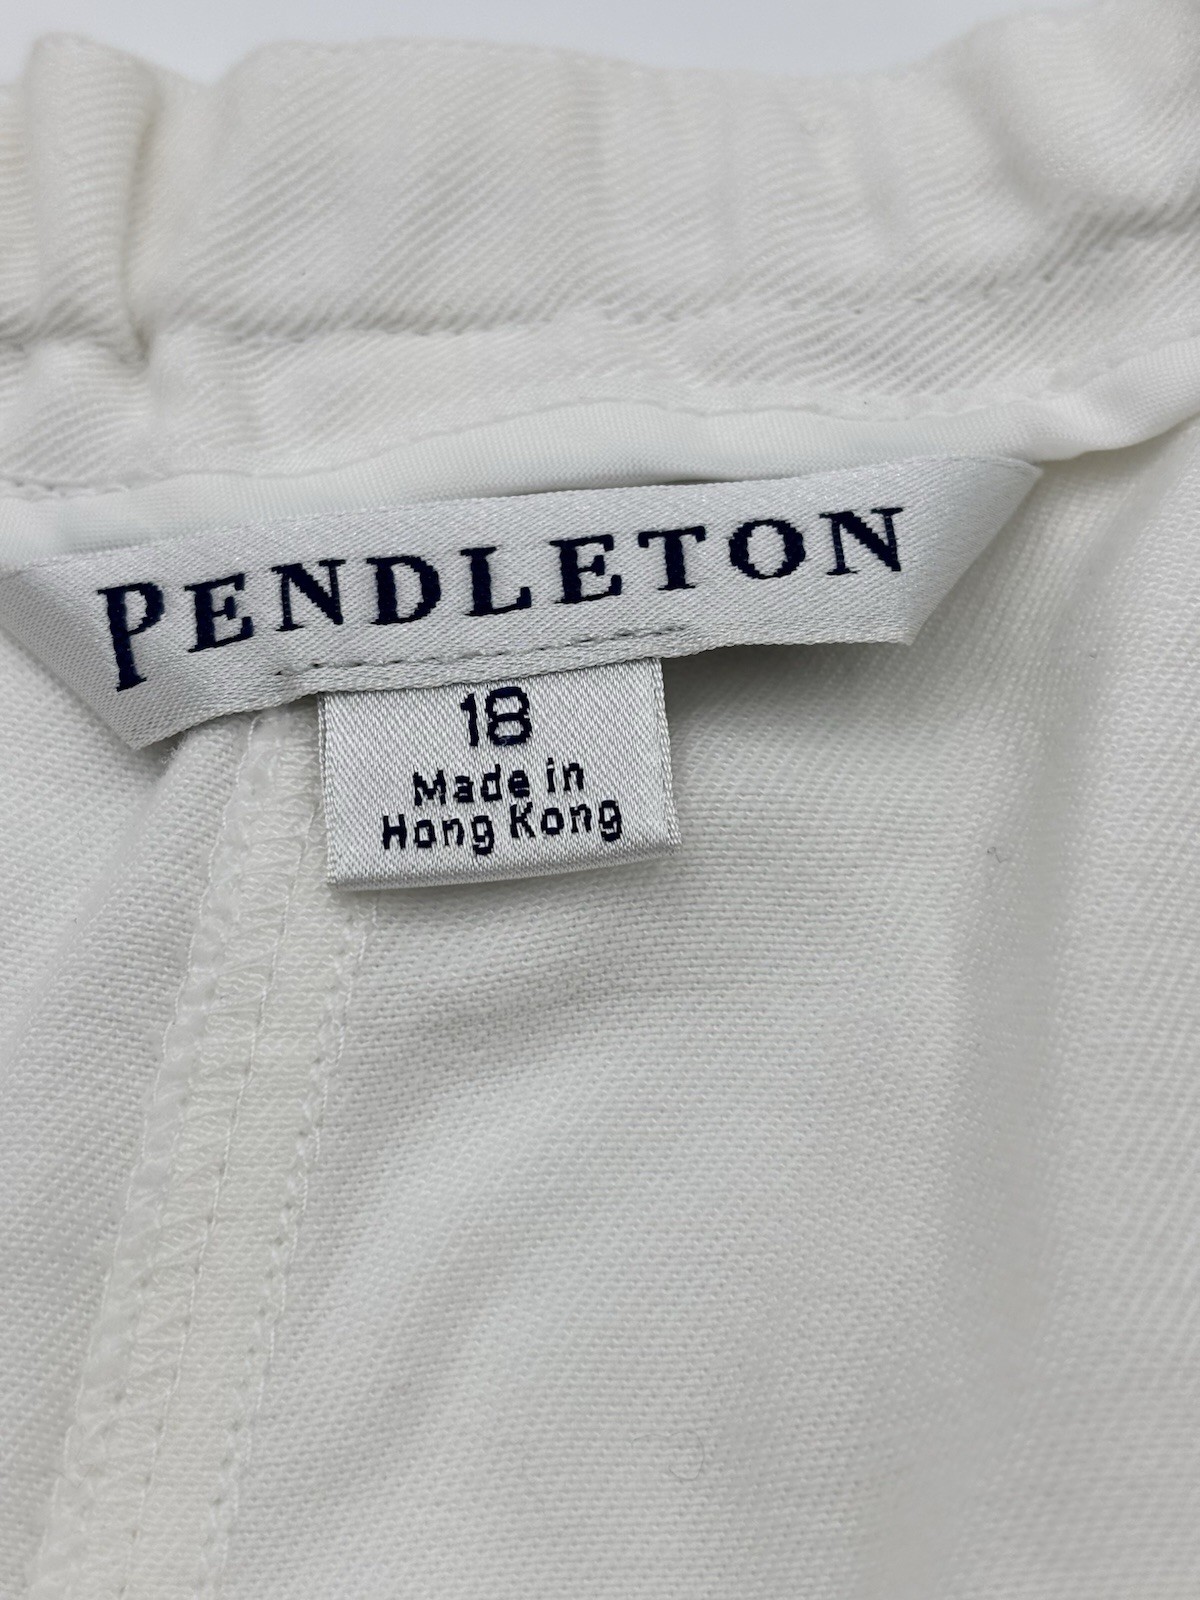 PENDLETON
18
Made in
Hong Kong